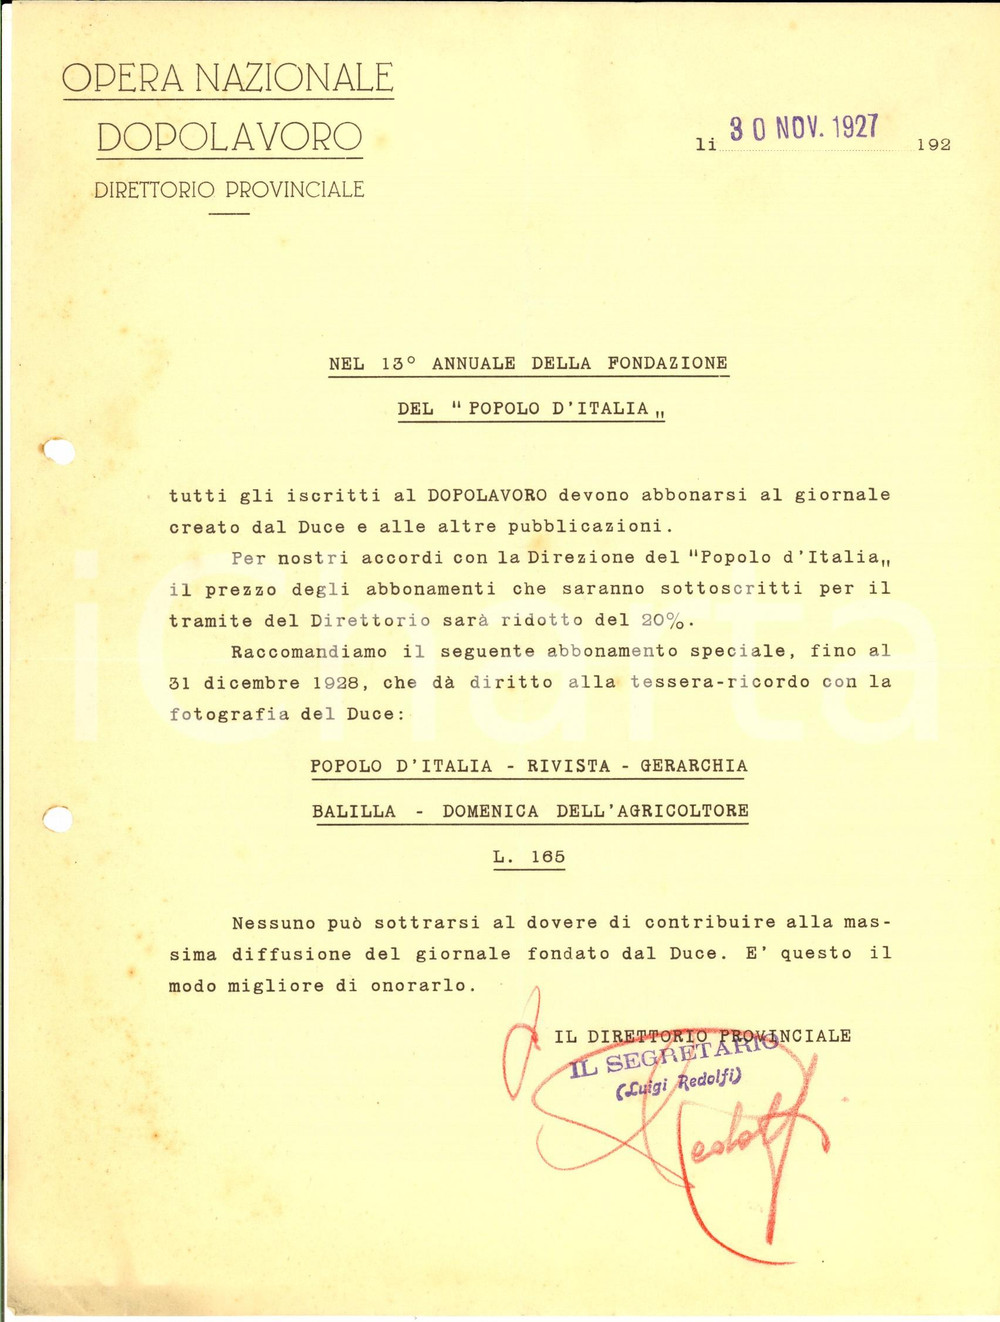 OPERA NAZIONALE
DOPOLAVORO
DIRETTORIO PROVINCIALE
li 30 NOV. 1927 192
NEL 13° ANNUALE DELLA FONDAZIONE
DEL "POPOLO D'ITALIA„
tutti gli iscritti al DOPOLAVORO devono abbonarsi al giornale
creato dal Duce e alle altre pubblicazioni.
Per nostri accordi con la Direzione del "Popolo d'Italia„
il prezzo degli abbonamenti che saranno sottoscritti per il
tramite del Direttorio sarà ridotto del 20%.
Raccomandiamo il seguente abbonamento speciale, fino al
31 dicembre 1928, che dà diritto alla tessera-ricordo con la
fotografia del Duce:
POPOLO D'ITALIA - RIVISTA - GERARCHIA
BALILLA - DOMENICA DELL'AGRICOLTORE
L. 165
Nessuno può sottrarsi al dovere di contribuire alla mas-
sima diffusione del giornale fondato dal Duce. E' questo il
modo migliore di onorarlo.
IL DIRETTORIO PROVINCIALE
IL SEGRETARIO
(Luigi Redolfi)
Redolfi
iCharta